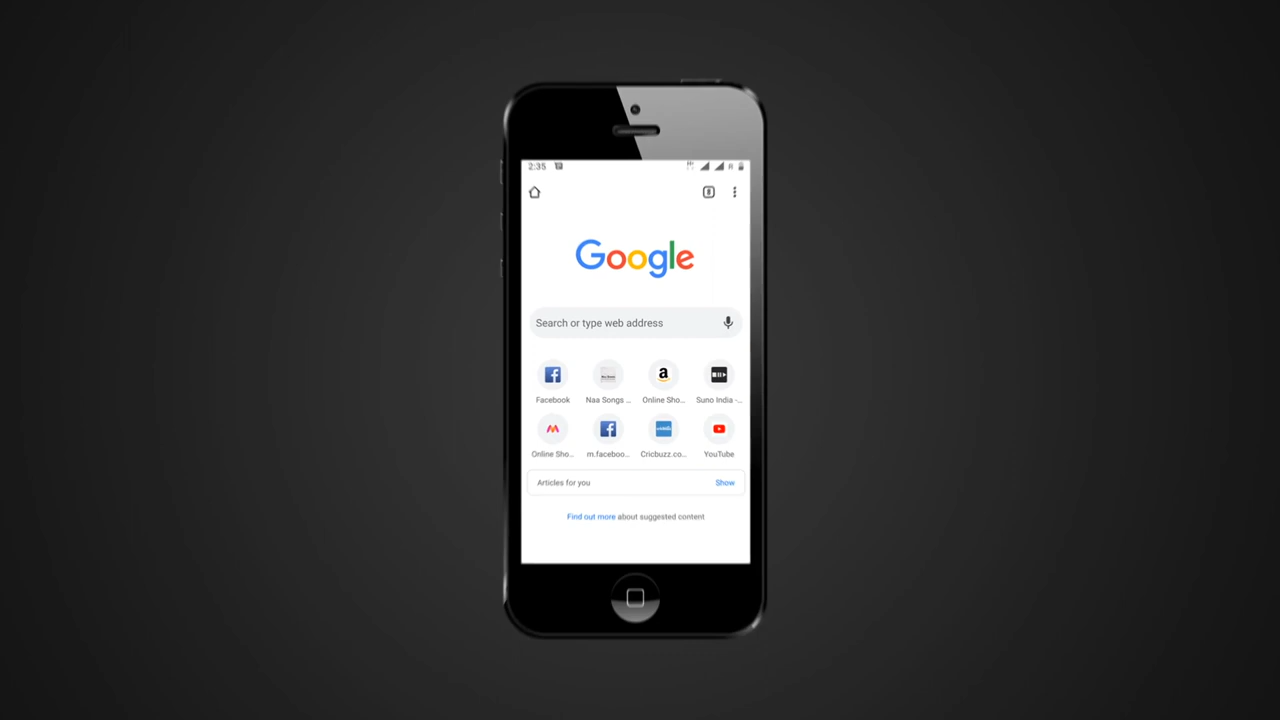 2:35
Google
Search or type web address
Facebook
Naa Songs ...
Online Sho...
Suno India -...
Online Sho...
m.faceboo...
Cricbuzz.co...
YouTube
Articles for you
Show
Find out more about suggested content